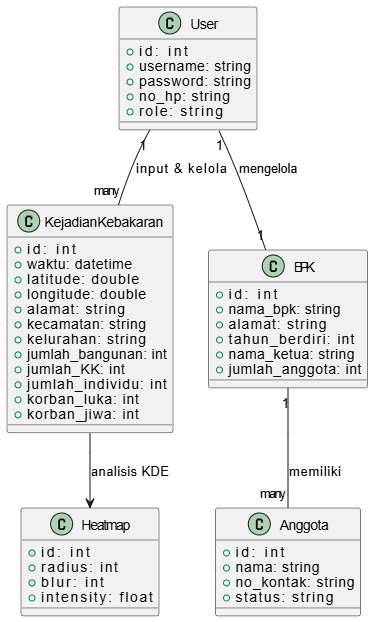 C User
id: int
username: string
password: string
no_hp: string
role: string
1
1
input & kelola
mengelola
many
1
C KejadianKebakaran
id: int
waktu: datetime
latitude: double
longitude: double
alamat: string
kecamatan: string
kelurahan: string
jumlah_bangunan: int
jumlah_KK: int
jumlah_individu: int
korban_luka: int
korban_jiwa: int
C BPK
id: int
nama_bpk: string
alamat: string
tahun_berdiri: int
nama_ketua: string
jumlah_anggota: int
1
analisis KDE
memiliki
many
C Heatmap
id: int
radius: int
blur: int
intensity: float
C Anggota
id: int
nama: string
no_kontak: string
status: string